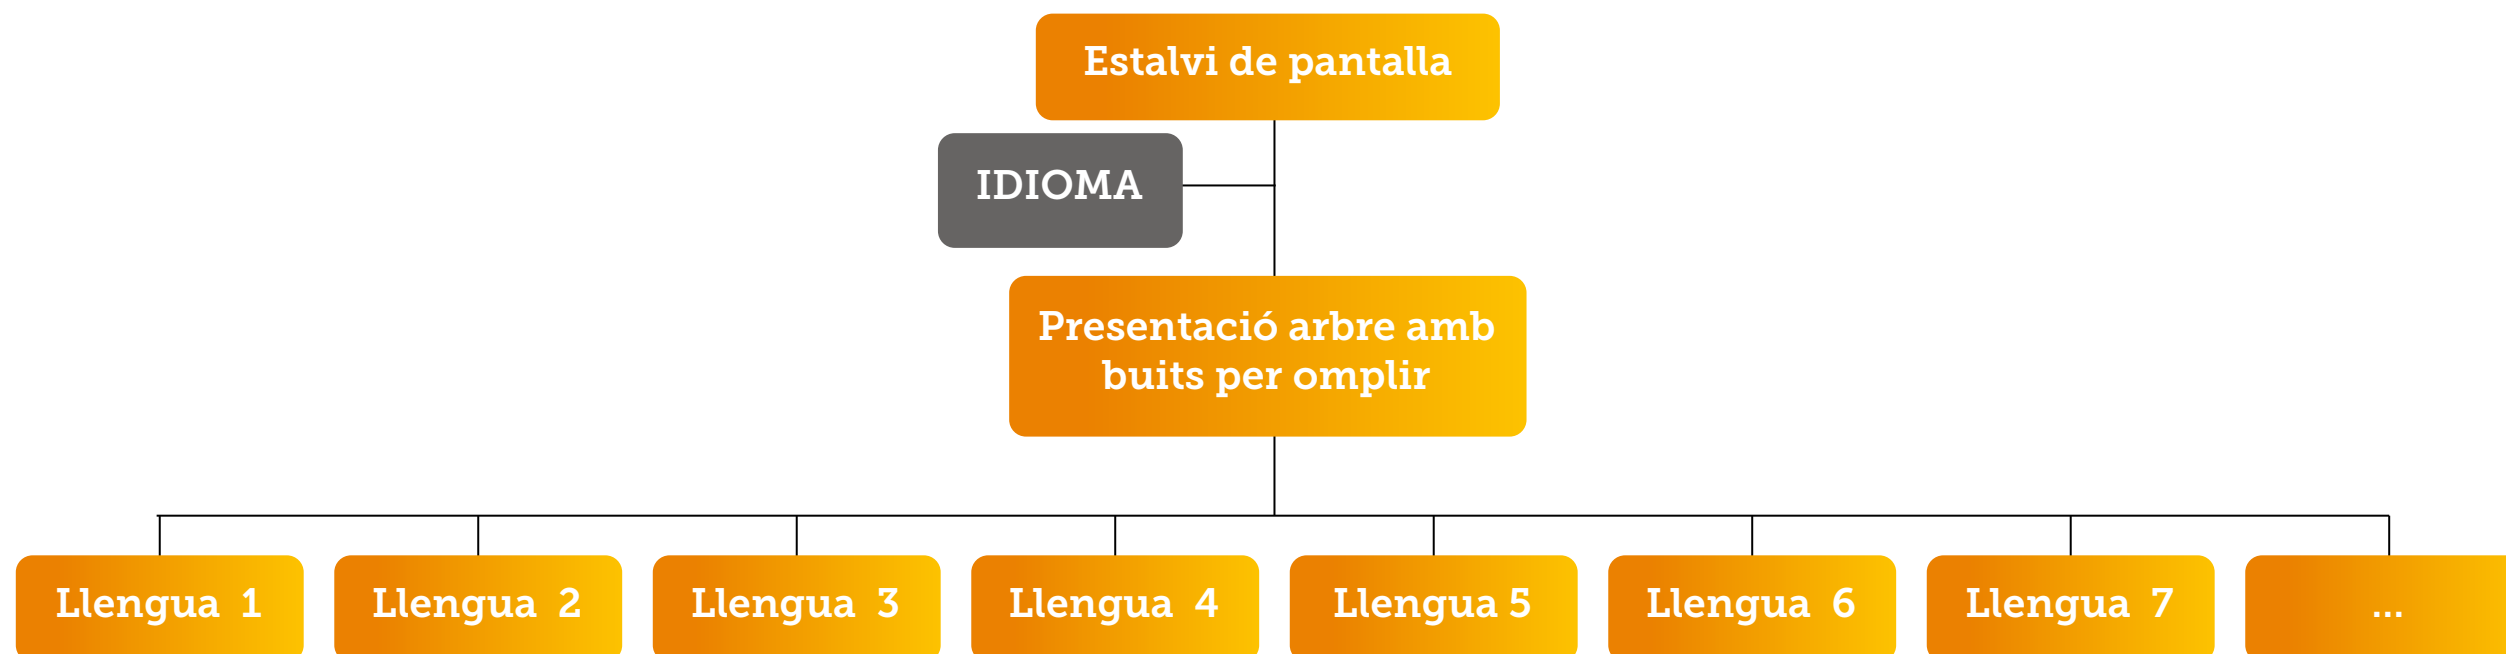 Estalvi de pantalla
IDIOMA
Presentació arbre amb
buits per omplir
Llengua 1
Llengua 2
Llengua 3
Llengua 4
Llengua 5
Llengua 6
Llengua 7
...